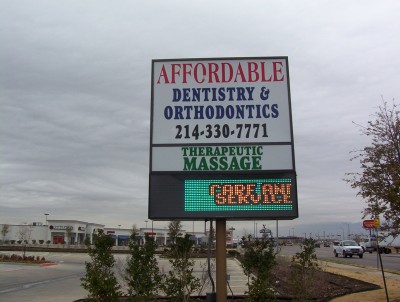 AFFORDABLE
DENTISTRY &
ORTHODONTICS
214-330-7771
THERAPEUTIC
MASSAGE
CARE AND
SERVICE